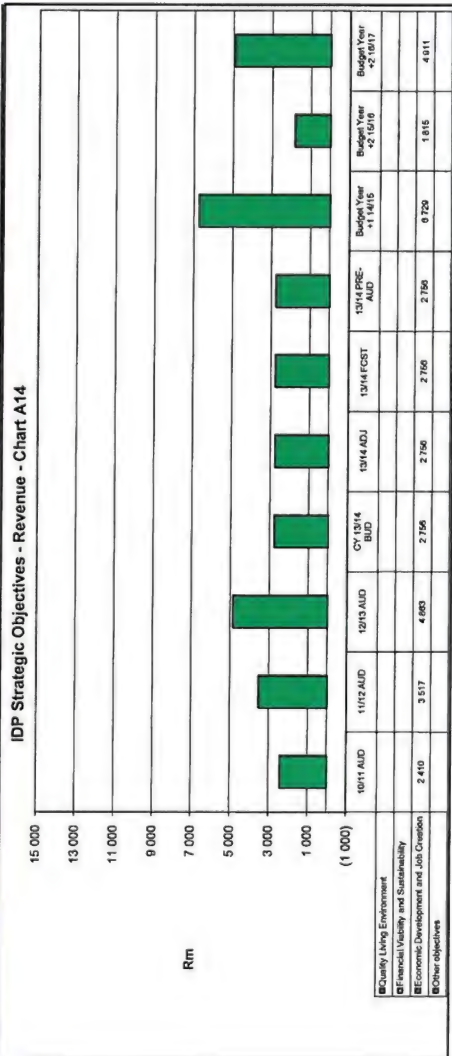 IDP Strategic Objectives - Revenue - Chart A14
Rm
15 000
13 000
11 000
9 000
7 000
5 000
3 000
1 000
(1 000)
10/11 AUD
11/12 AUD
12/13 AUD
CY 13/14 BUD
13/14 ADJ
13/14 FCST
13/14 PRE-AUD
Budget Year +1 14/15
Budget Year +2 15/16
Budget Year +2 16/17
Quality Living Environment
Financial Viability and Sustainability
Economic Development and Job Creation 2 410 3 517 4 883 2 756 2 756 2 756 2 756 6 729 1 815 4 911
Other objectives